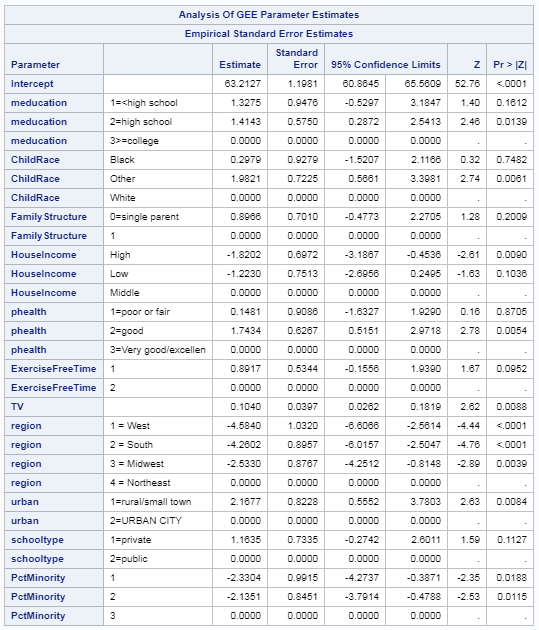 Analysis Of GEE Parameter Estimates
Empirical Standard Error Estimates
Parameter Estimate Standard Error 95% Confidence Limits Z Pr > |Z|
Intercept 63.2127 1.1981 60.8645 65.5609 52.76 <.0001
meducation 1=<high school 1.3275 0.9476 -0.5297 3.1847 1.40 0.1612
meducation 2=high school 1.4143 0.5750 0.2872 2.5413 2.46 0.0139
meducation 3>=college 0.0000 0.0000 0.0000 0.0000 . .
ChildRace Black 0.2979 0.9279 -1.5207 2.1166 0.32 0.7482
ChildRace Other 1.9821 0.7225 0.5661 3.3981 2.74 0.0061
ChildRace White 0.0000 0.0000 0.0000 0.0000 . .
FamilyStructure 0=single parent 0.8966 0.7010 -0.4773 2.2705 1.28 0.2009
FamilyStructure 1 0.0000 0.0000 0.0000 0.0000 . .
HouseIncome High -1.8202 0.6972 -3.1867 -0.4536 -2.61 0.0090
HouseIncome Low -1.2230 0.7513 -2.6956 0.2495 -1.63 0.1036
HouseIncome Middle 0.0000 0.0000 0.0000 0.0000 . .
phealth 1=poor or fair 0.1481 0.9086 -1.6327 1.9290 0.16 0.8705
phealth 2=good 1.7434 0.6267 0.5151 2.9718 2.78 0.0054
phealth 3=Very good/excellen 0.0000 0.0000 0.0000 0.0000 . .
ExerciseFreeTime 1 0.8917 0.5344 -0.1556 1.9390 1.67 0.0952
ExerciseFreeTime 2 0.0000 0.0000 0.0000 0.0000 . .
TV 0.1040 0.0397 0.0262 0.1819 2.62 0.0088
region 1 = West -4.5840 1.0320 -6.6066 -2.5614 -4.44 <.0001
region 2 = South -4.2602 0.8957 -6.0157 -2.5047 -4.76 <.0001
region 3 = Midwest -2.5330 0.8767 -4.2512 -0.8148 -2.89 0.0039
region 4 = Northeast 0.0000 0.0000 0.0000 0.0000 . .
urban 1=rural/small town 2.1677 0.8228 0.5552 3.7803 2.63 0.0084
urban 2=URBAN CITY 0.0000 0.0000 0.0000 0.0000 . .
schooltype 1=private 1.1635 0.7335 -0.2742 2.6011 1.59 0.1127
schooltype 2=public 0.0000 0.0000 0.0000 0.0000 . .
PctMinority 1 -2.3304 0.9915 -4.2737 -0.3871 -2.35 0.0188
PctMinority 2 -2.1351 0.8451 -3.7914 -0.4788 -2.53 0.0115
PctMinority 3 0.0000 0.0000 0.0000 0.0000 . .